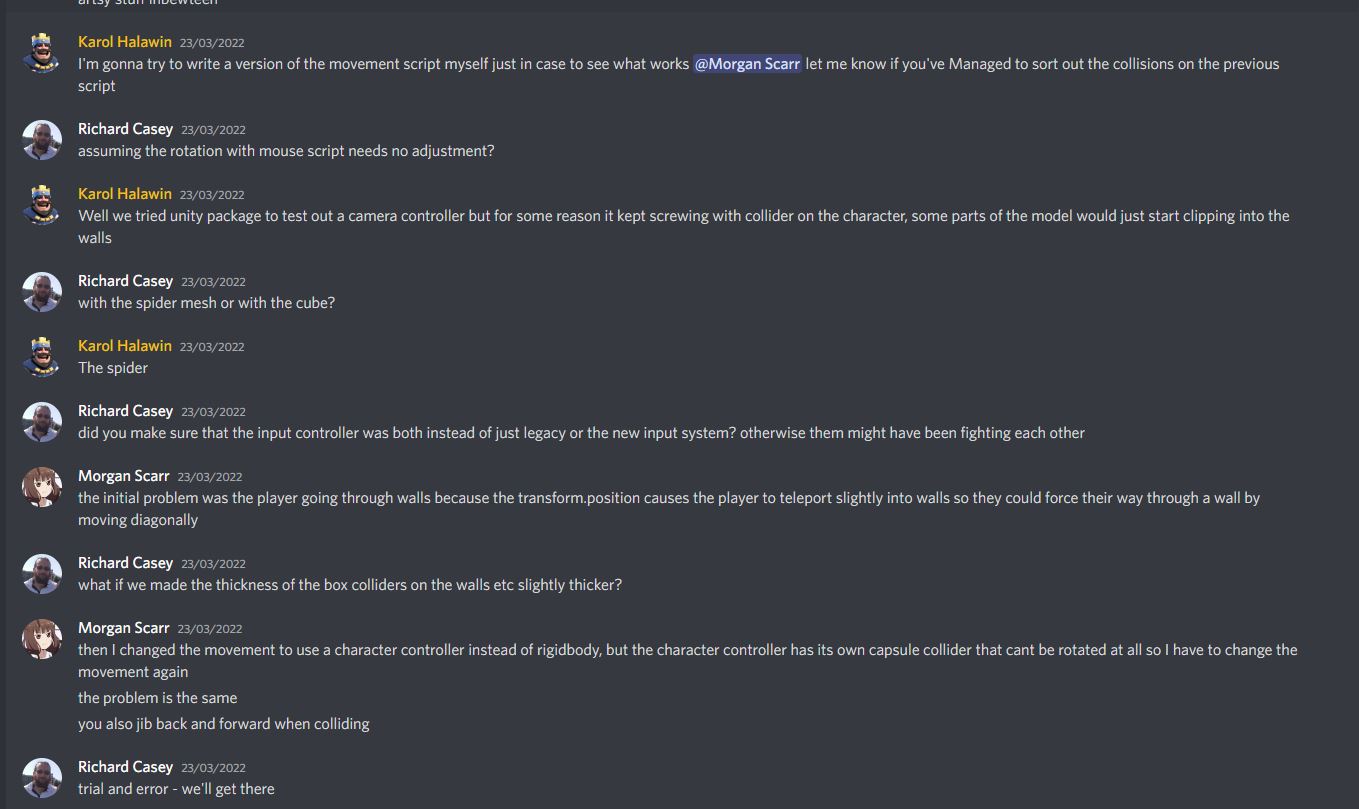 artsy stuff inbewteen
Karol Halawin 23/03/2022
I'm gonna try to write a version of the movement script myself just in case to see what works @Morgan Scarr let me know if you've Managed to sort out the collisions on the previous
script
Richard Casey 23/03/2022
assuming the rotation with mouse script needs no adjustment?
Karol Halawin 23/03/2022
Well we tried unity package to test out a camera controller but for some reason it kept screwing with collider on the character, some parts of the model would just start clipping into the
walls
Richard Casey 23/03/2022
with the spider mesh or with the cube?
Karol Halawin 23/03/2022
The spider
Richard Casey 23/03/2022
did you make sure that the input controller was both instead of just legacy or the new input system? otherwise them might have been fighting each other
Morgan Scarr 23/03/2022
the initial problem was the player going through walls because the transform.position causes the player to teleport slightly into walls so they could force their way through a wall by
moving diagonally
Richard Casey 23/03/2022
what if we made the thickness of the box colliders on the walls etc slightly thicker?
Morgan Scarr 23/03/2022
then I changed the movement to use a character controller instead of rigidbody, but the character controller has its own capsule collider that cant be rotated at all so I have to change the
movement again
the problem is the same
you also jib back and forward when colliding
Richard Casey 23/03/2022
trial and error - we'll get there